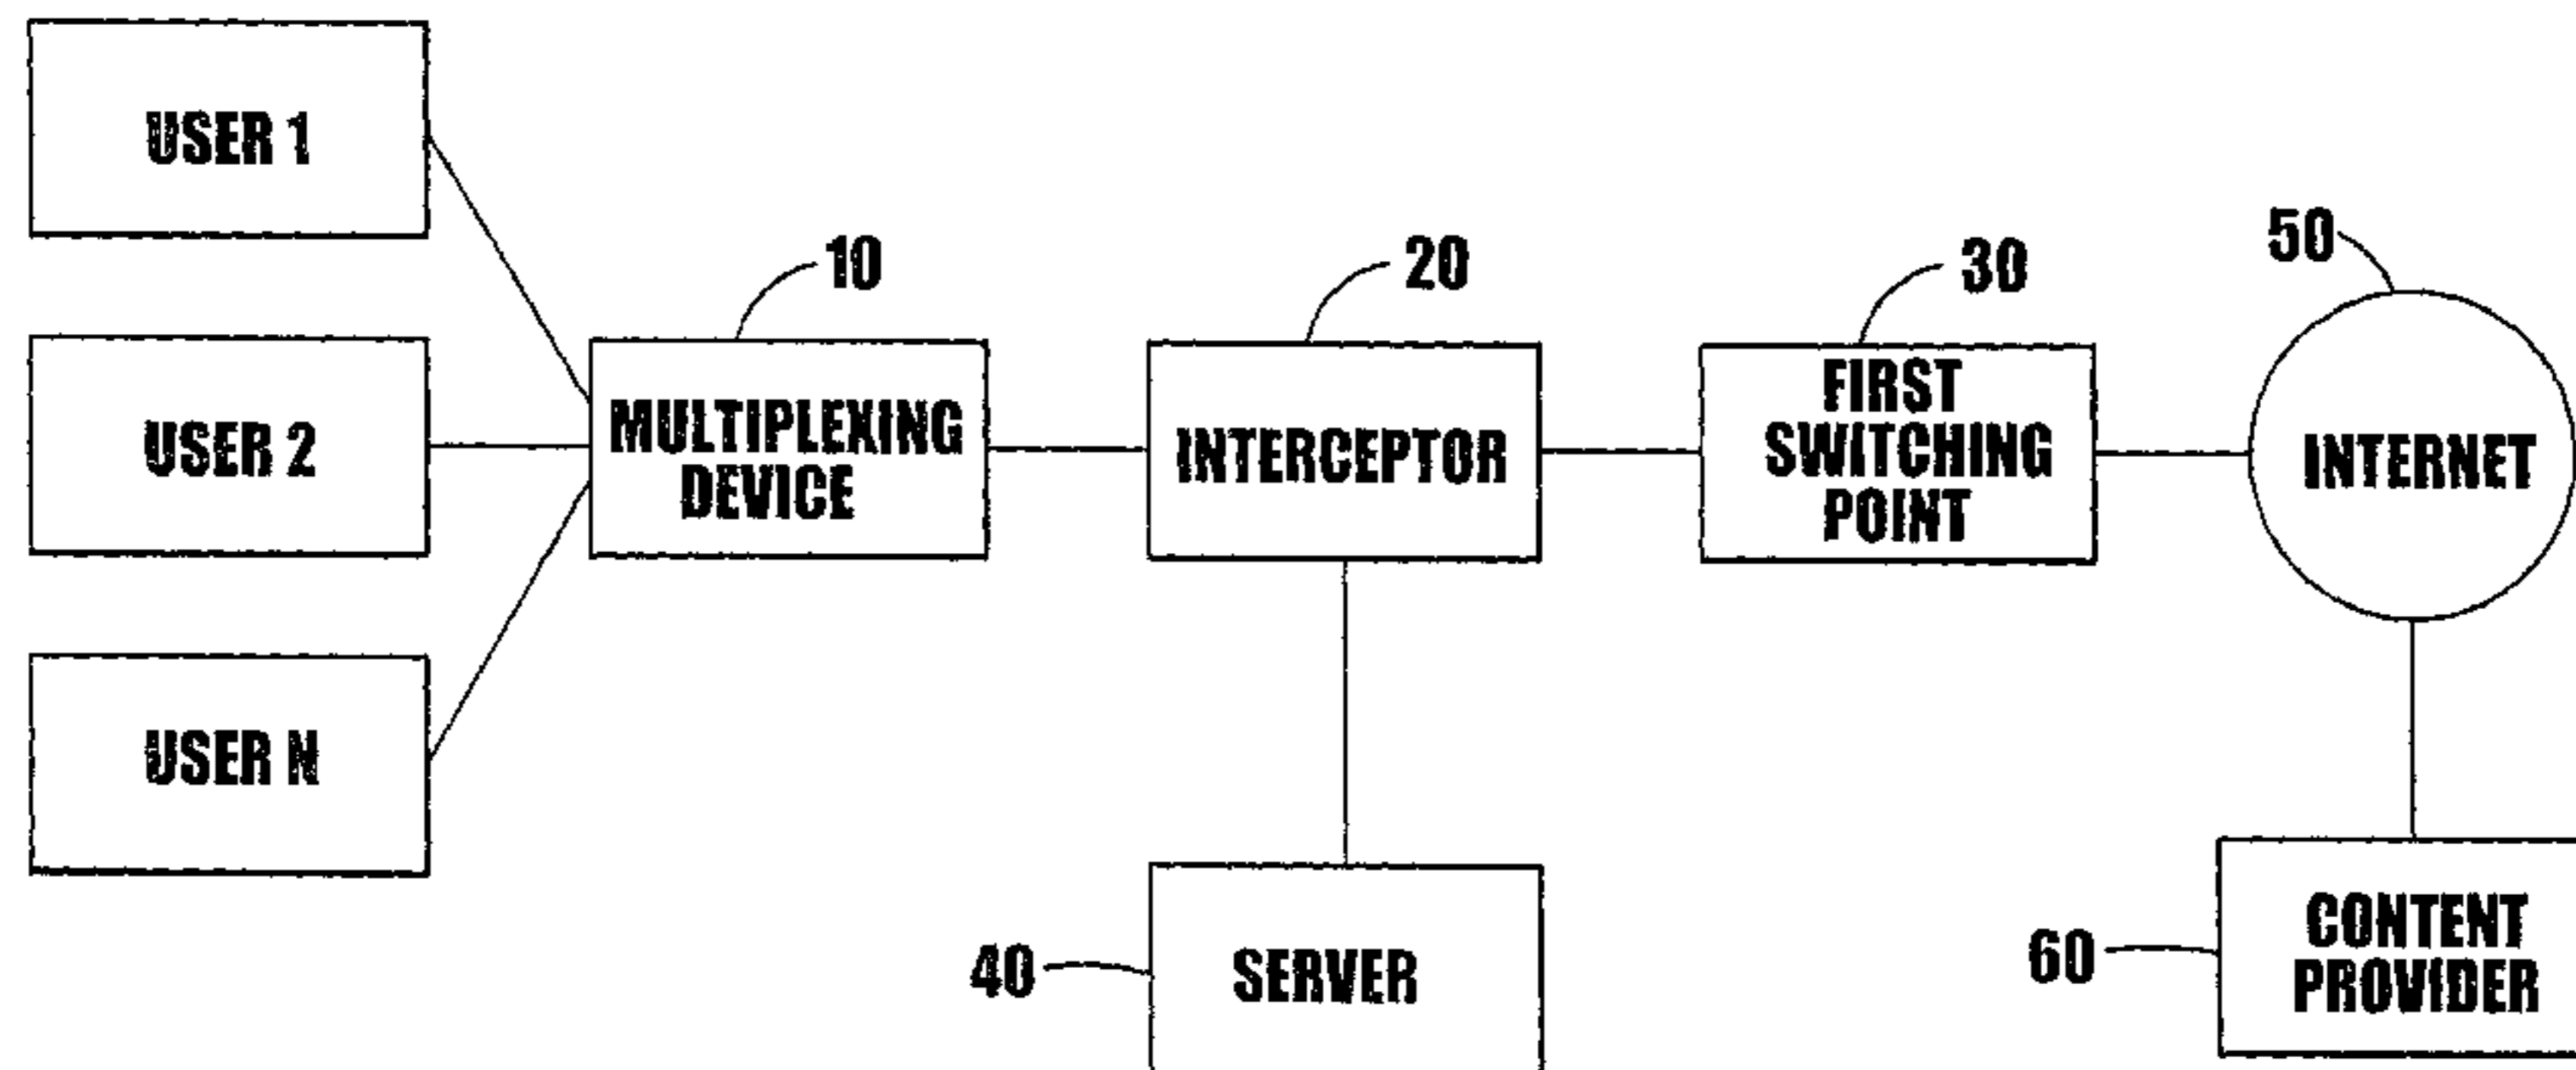 USER 1
USER 2
USER N
10
MULTIPLEXING
DEVICE
20
INTERCEPTOR
30
FIRST
SWITCHING
POINT
50
INTERNET
40
SERVER
60
CONTENT
PROVIDER